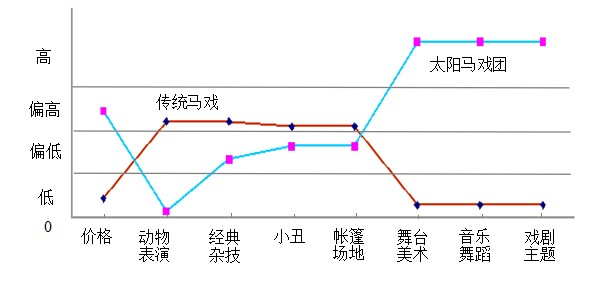 高
太阳马戏团
传统马戏
偏高
偏低
低
0
价格
动物
表演
经典
杂技
小丑
帐篷
场地
舞台
美术
音乐
舞蹈
戏剧
主题